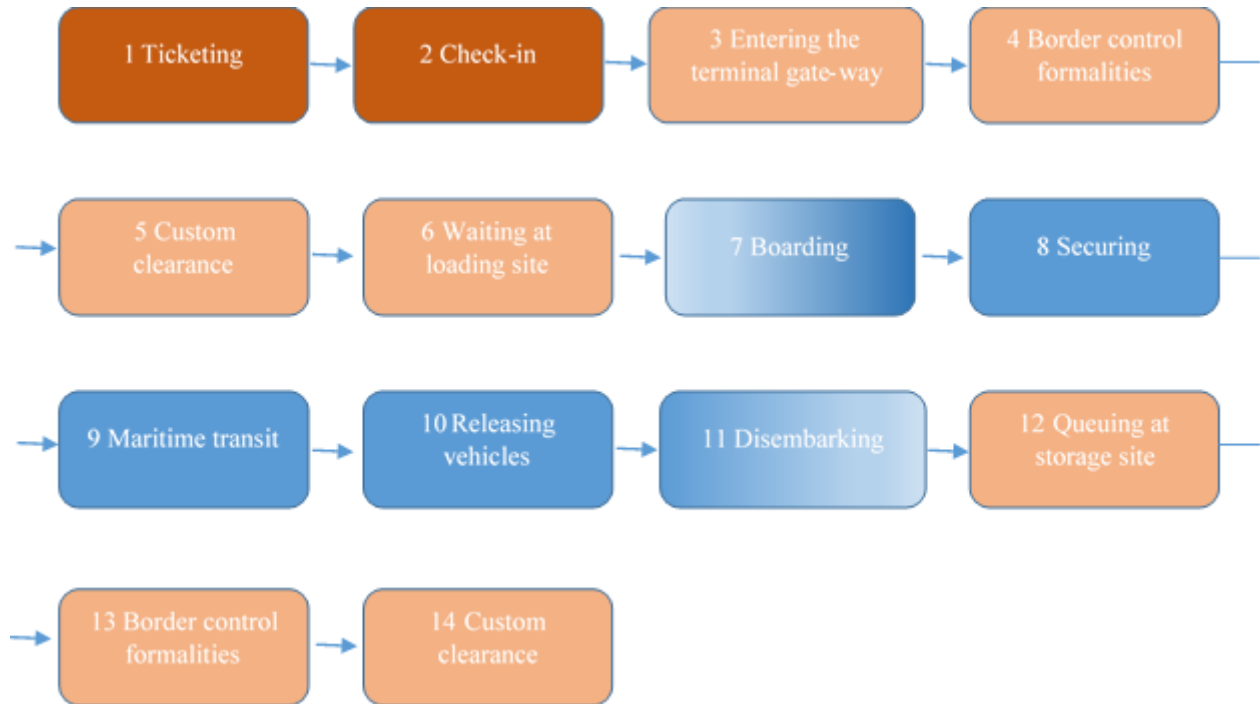 1 Ticketing
2 Check-in
3 Entering the
terminal gate-way
4 Border control
formalities
5 Custom
clearance
6 Waiting at
loading site
7 Boarding
8 Securing
9 Maritime transit
10 Releasing
vehicles
11 Disembarking
12 Queuing at
storage site
13 Border control
formalities
14 Custom
clearance